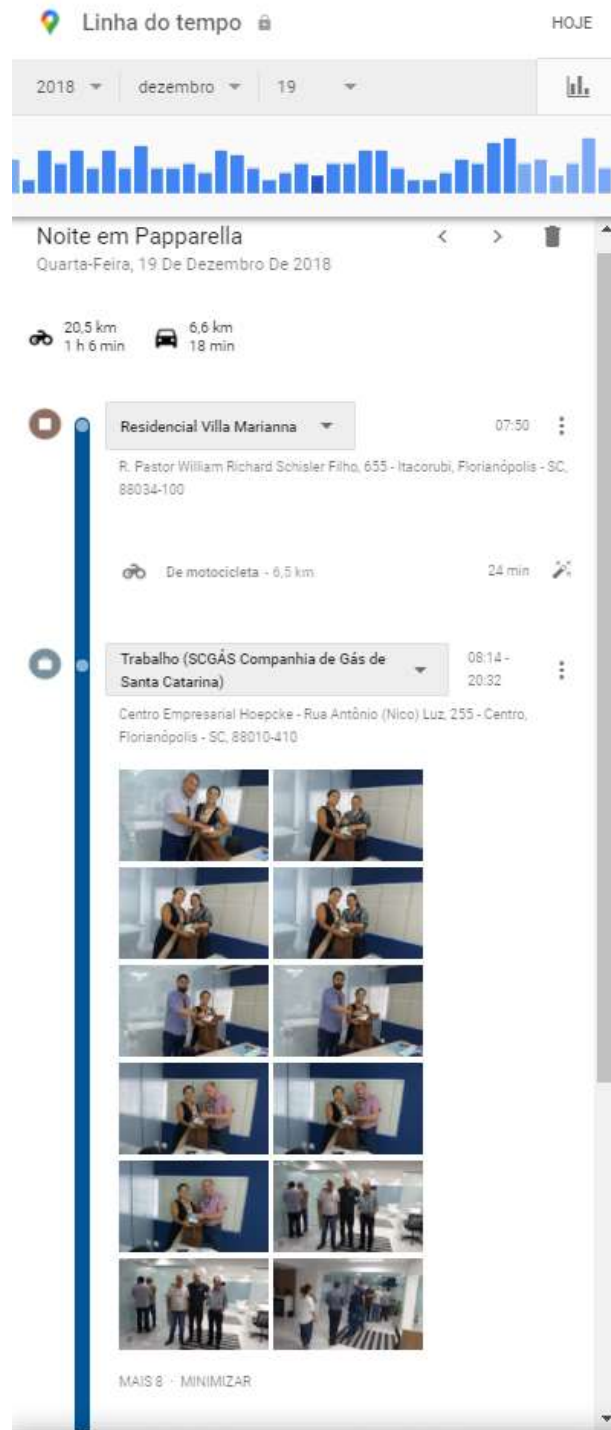 Linha do tempo
HOJE
2018
dezembro
19
Noite em Papparella
Quarta-Feira, 19 De Dezembro De 2018
20,5 km
1 h 6 min
6,6 km
18 min
Residencial Villa Marianna
07:50
R. Pastor William Richard Schisler Filho, 655 - Itacorubi, Florianópolis - SC,
88034-100
De motocicleta - 6,5 km
24 min
Trabalho (SCGÁS Companhia de Gás de
Santa Catarina)
08:14 -
20:32
Centro Empresarial Hoepcke - Rua Antônio (Nico) Luz, 255 - Centro,
Florianópolis - SC, 88010-410
MAIS 8 · MINIMIZAR